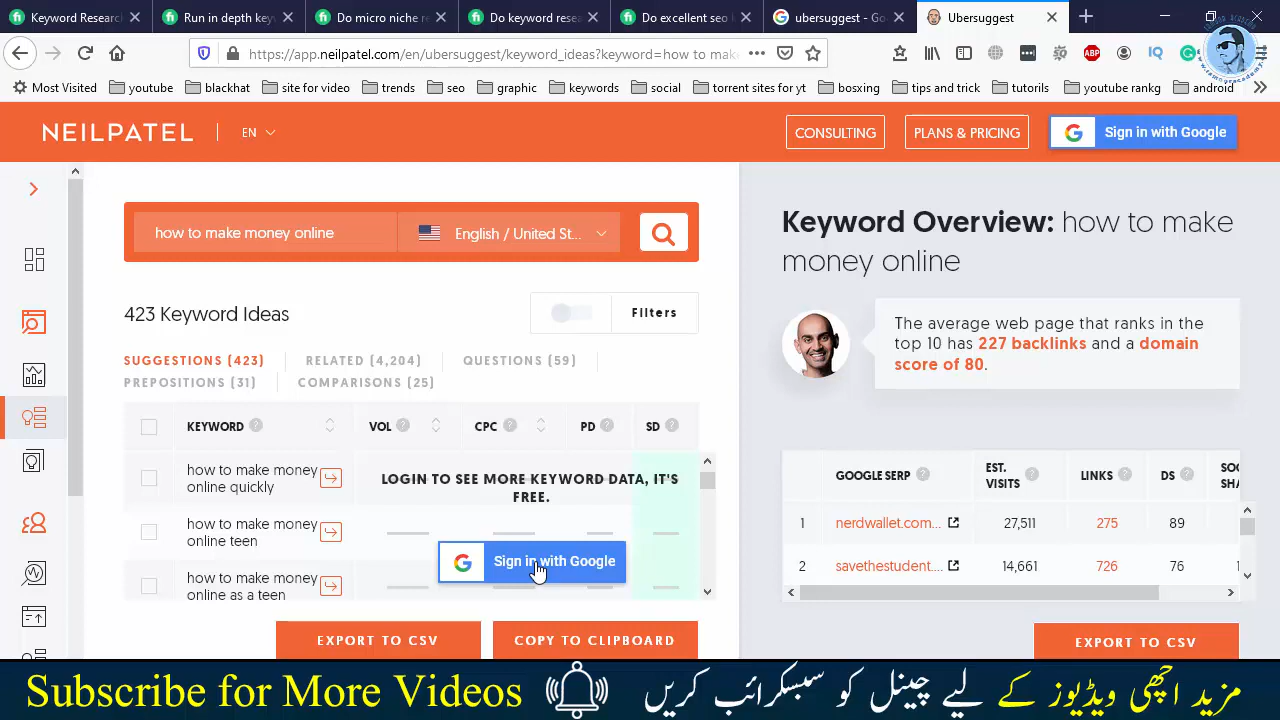 Keyword Research
Run in depth key
Do micro niche re
Do keyword resea
Do excellent seo k
ubersuggest - Go
Ubersuggest
https://app.neilpatel.com/en/ubersuggest/keyword_ideas?keyword=how to make
Most Visited
youtube
blackhat
site for video
trends
seo
graphic
keywords
social
torrent sites for yo
bosxing
tips and trick
tutorils
youtube rankg
android
NEILPATEL
EN
CONSULTING
PLANS & PRICING
Sign in with Google
how to make money online
English / United St...
423 Keyword Ideas
Filters
SUGGESTIONS (423)
RELATED (4,204)
QUESTIONS (59)
PREPOSITIONS (31)
COMPARISONS (25)
KEYWORD
VOL
CPC
PD
SD
how to make money
online quickly
LOGIN TO SEE MORE KEYWORD DATA, IT'S
FREE.
how to make money
online teen
Sign in with Google
how to make money
online as a teen
EXPORT TO CSV
COPY TO CLIPBOARD
Keyword Overview: how to make
money online
The average web page that ranks in the
top 10 has 227 backlinks and a domain
score of 80.
GOOGLE SERP
EST.
VISITS
LINKS
DS
SOC
SHA
1 nerdwallet.com... 27,511 275 89
2 savethestudent.... 14,661 726 76
EXPORT TO CSV
Subscribe for More Videos
مزید اچھی ویڈیوز کے لیے چینل کو سبسکرائب کریں